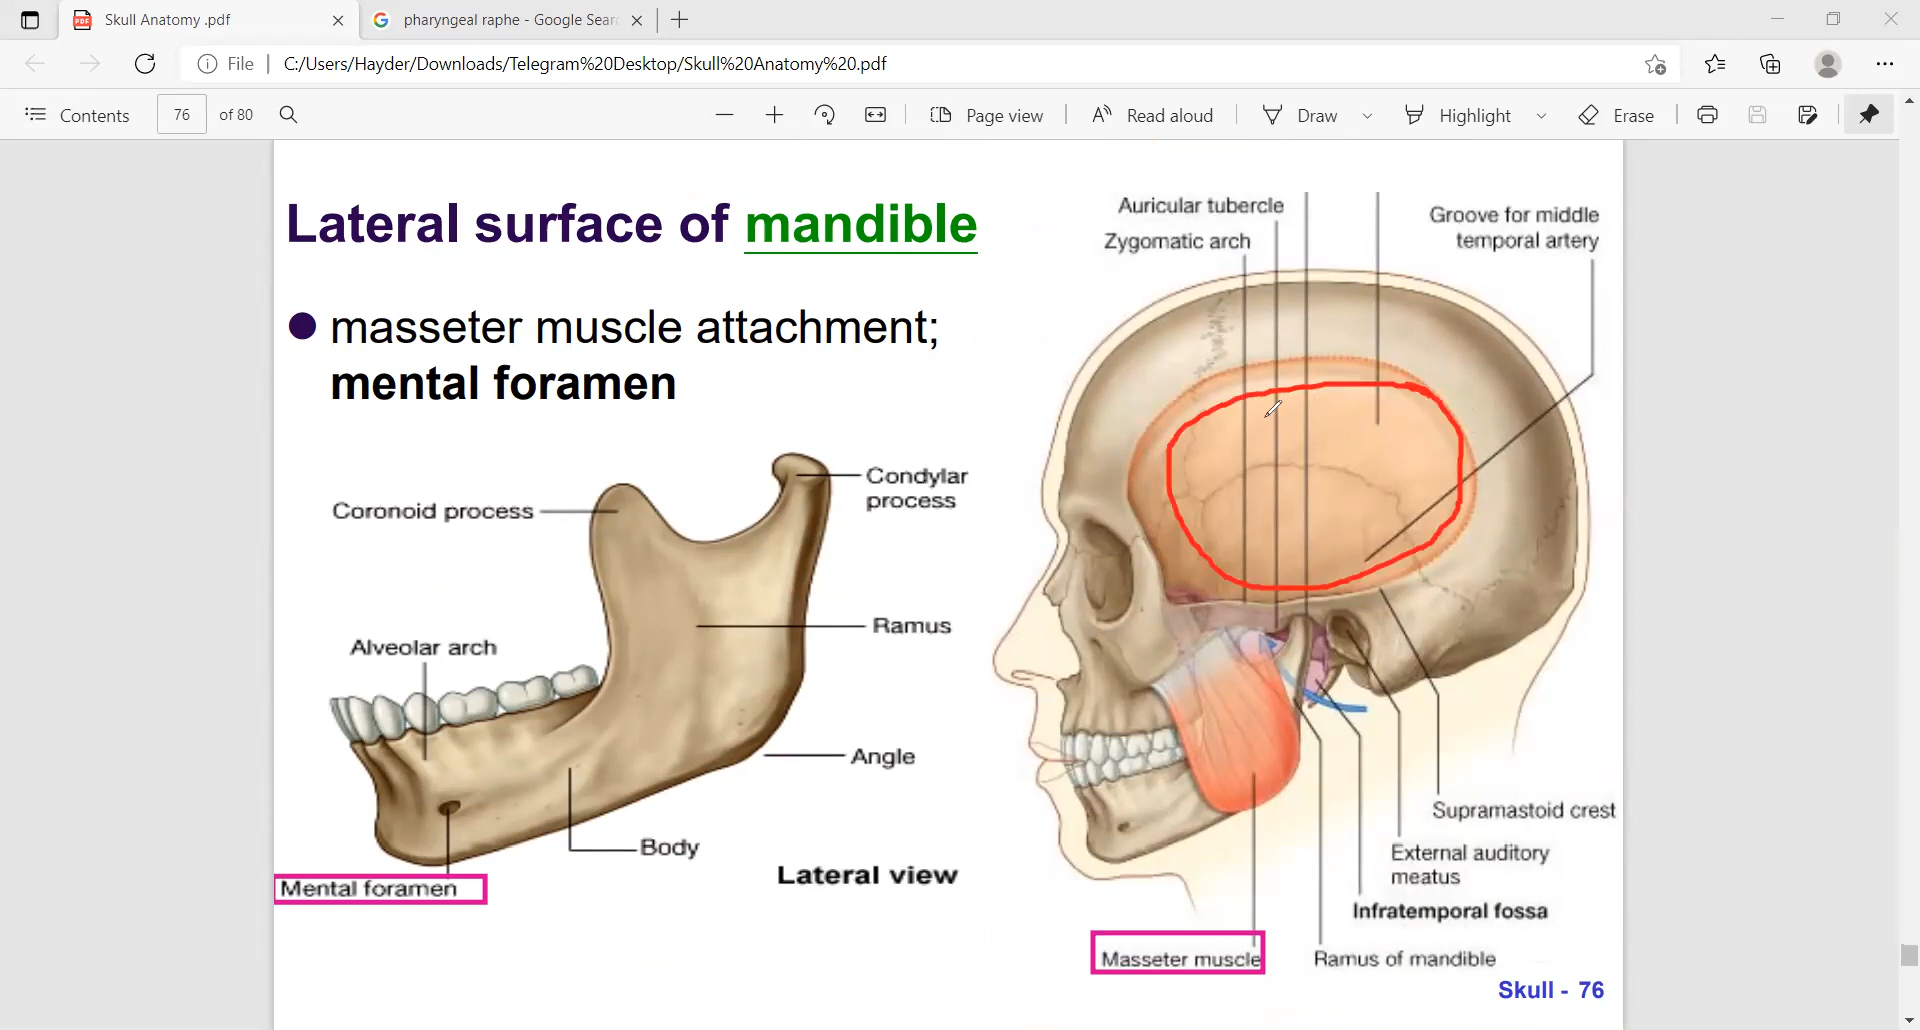 Skull Anatomy .pdf
pharyngeal raphe - Google Sear
File
C:/Users/Hayder/Downloads/Telegram%20Desktop/Skull%20Anatomy%20.pdf
Contents
76
of 80
Page view
Read aloud
Draw
Highlight
Erase
Lateral surface of mandible
masseter muscle attachment;
mental foramen
Coronoid process
Condylar
process
Ramus
Alveolar arch
Angle
Body
Mental foramen
Lateral view
Auricular tubercle
Zygomatic arch
Groove for middle
temporal artery
Supramastoid crest
External auditory
meatus
Infratemporal fossa
Masseter muscle
Ramus of mandible
Skull - 76